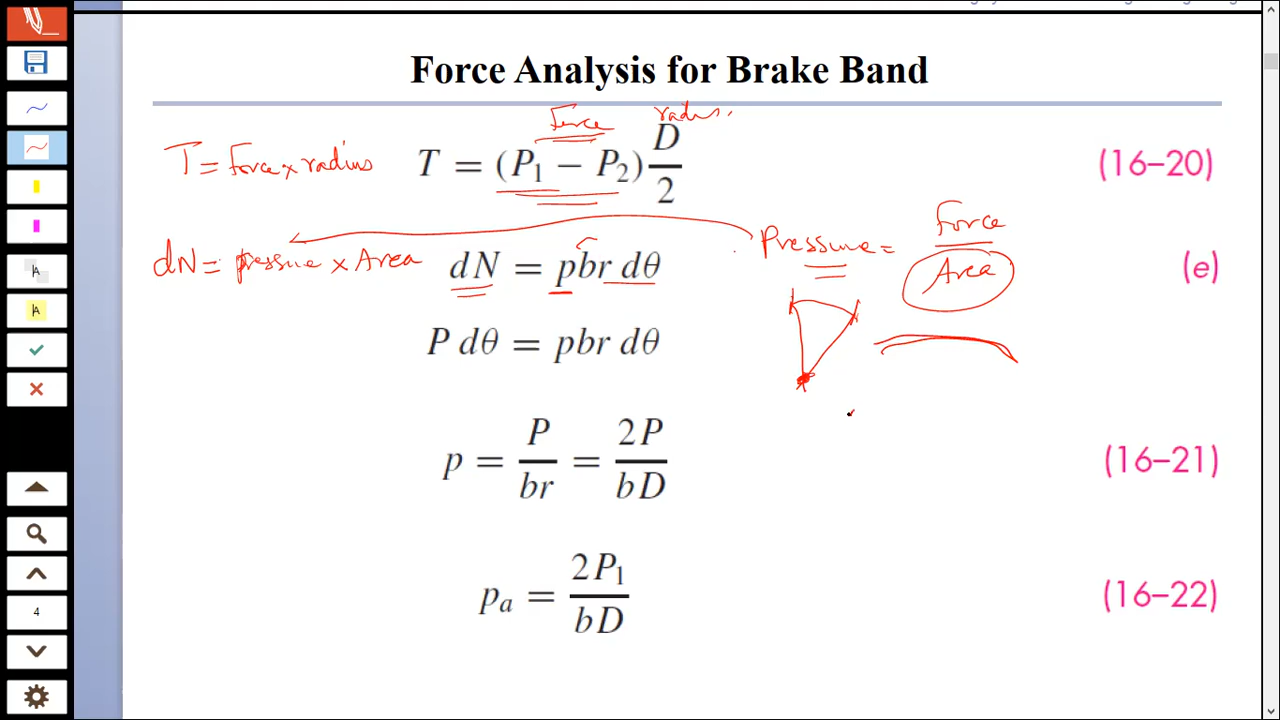 Force Analysis for Brake Band
Force radius.
T = Force x radius
T = (P₁ − P₂) D/2 (16–20)
Pressure = Force/Area
dN = pressure x Area
dN = pbr dθ (e)
P dθ = pbr dθ
p = P/br = 2P/bD (16–21)
pₐ = 2P₁/bD (16–22)
A
A
4